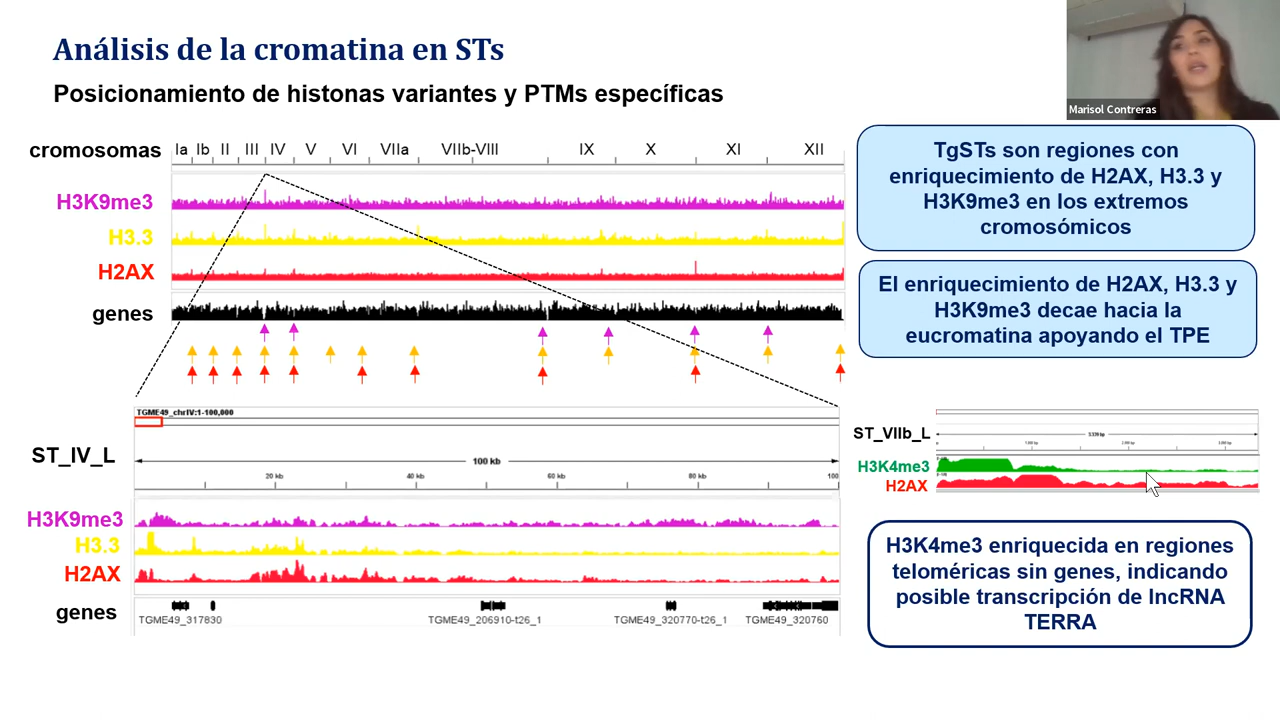 Análisis de la cromatina en STs
Marisol Contreras
Posicionamiento de histonas variantes y PTMs específicas
cromosomas Ia Ib II III IV V VI VIIa VIIb-VIII IX X XI XII
H3K9me3
H3.3
H2AX
genes
TgSTs son regiones con
enriquecimiento de H2AX, H3.3 y
H3K9me3 en los extremos
cromosómicos
El enriquecimiento de H2AX, H3.3 y
H3K9me3 decae hacia la
eucromatina apoyando el TPE
TGME49_chrIV:1-100,000
ST_IV_L
100 kb
20 kb 40 kb 60 kb 80 kb 100
H3K9me3
H3.3
H2AX
genes
TGME49_317830 TGME49_206910-t26_1 TGME49_320770-t26_1 TGME49_320760
ST_VIIb_L
H3K4me3
H2AX
H3K4me3 enriquecida en regiones
teloméricas sin genes, indicando
posible transcripción de lncRNA
TERRA